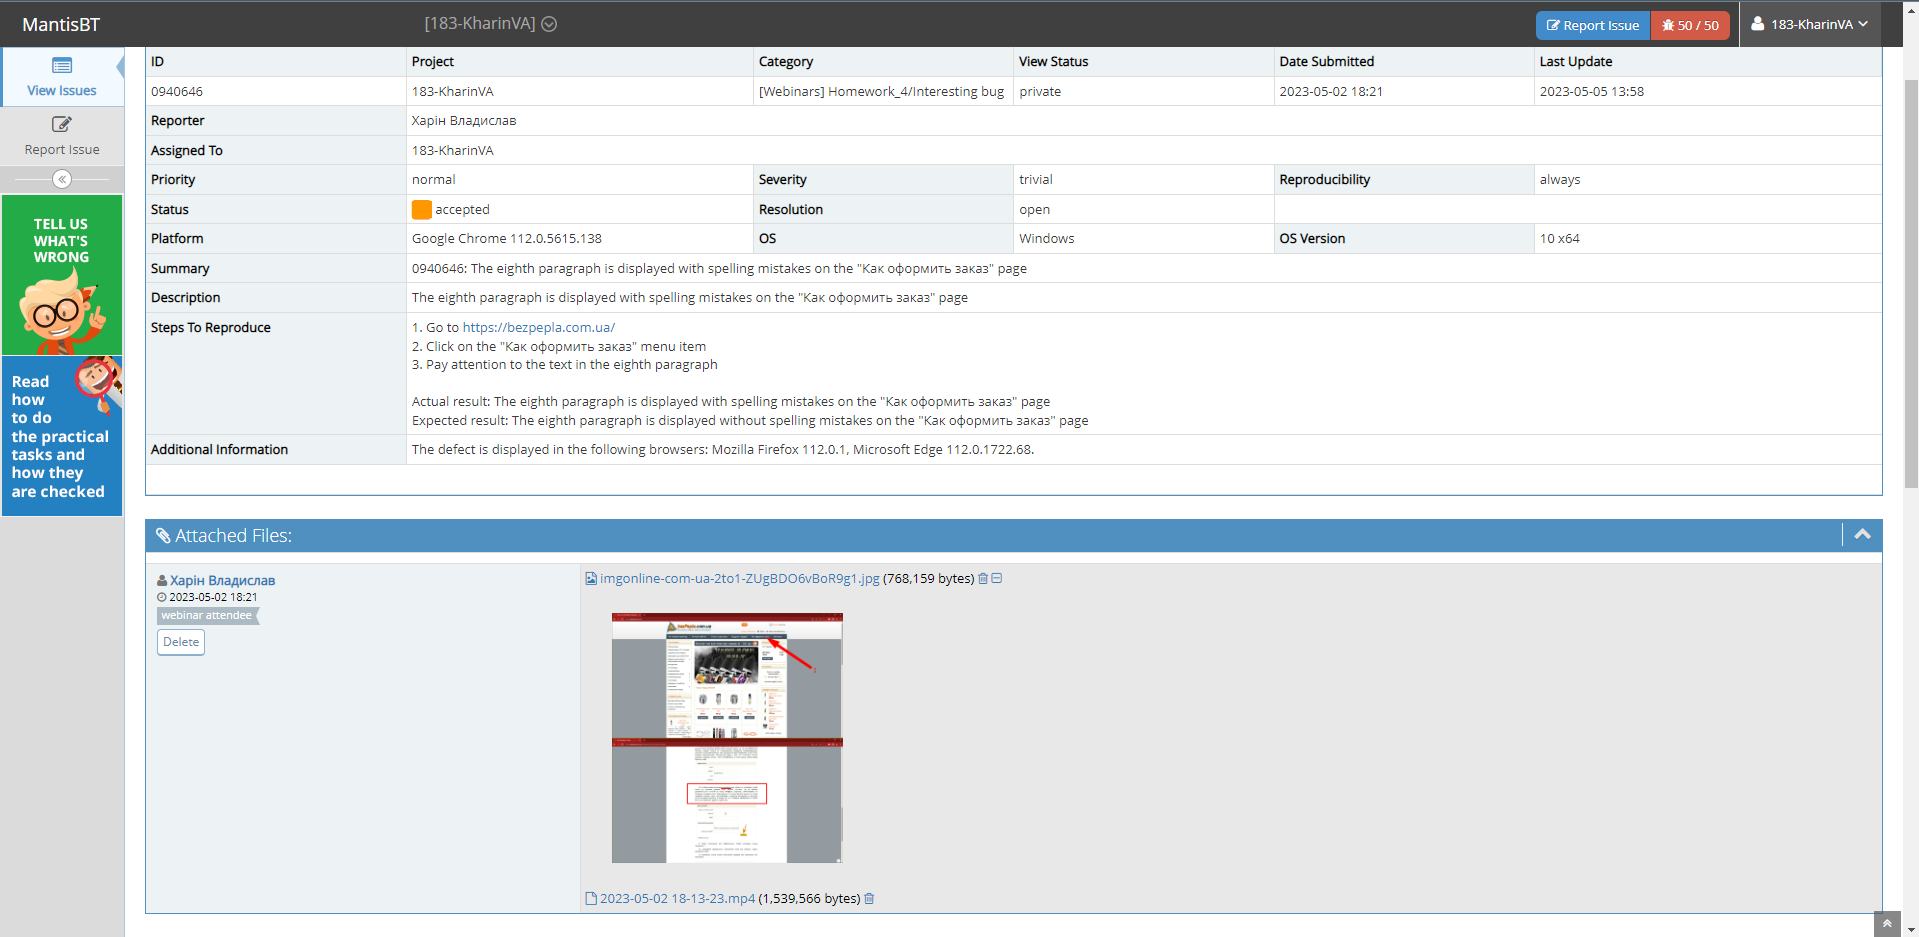 MantisBT
[183-KharinVA]
Report Issue
50 / 50
183-KharinVA
View Issues
Report Issue
TELL US
WHAT'S
WRONG
Read
how
to do
the practical
tasks and
how they
are checked
ID Project Category View Status Date Submitted Last Update
0940646 183-KharinVA [Webinars] Homework_4/Interesting bug private 2023-05-02 18:21 2023-05-05 13:58
Reporter Харін Владислав
Assigned To 183-KharinVA
Priority normal Severity trivial Reproducibility always
Status accepted Resolution open
Platform Google Chrome 112.0.5615.138 OS Windows OS Version 10 x64
Summary 0940646: The eighth paragraph is displayed with spelling mistakes on the "Как оформить заказ" page
Description The eighth paragraph is displayed with spelling mistakes on the "Как оформить заказ" page
Steps To Reproduce 1. Go to https://bezpepla.com.ua/
2. Click on the "Как оформить заказ" menu item
3. Pay attention to the text in the eighth paragraph
Actual result: The eighth paragraph is displayed with spelling mistakes on the "Как оформить заказ" page
Expected result: The eighth paragraph is displayed without spelling mistakes on the "Как оформить заказ" page
Additional Information The defect is displayed in the following browsers: Mozilla Firefox 112.0.1, Microsoft Edge 112.0.1722.68.
Attached Files:
Харін Владислав
2023-05-02 18:21
webinar attendee
Delete
imgonline-com-ua-2to1-ZUgBDO6vBoR9g1.jpg (768,159 bytes)
2023-05-02 18-13-23.mp4 (1,539,566 bytes)